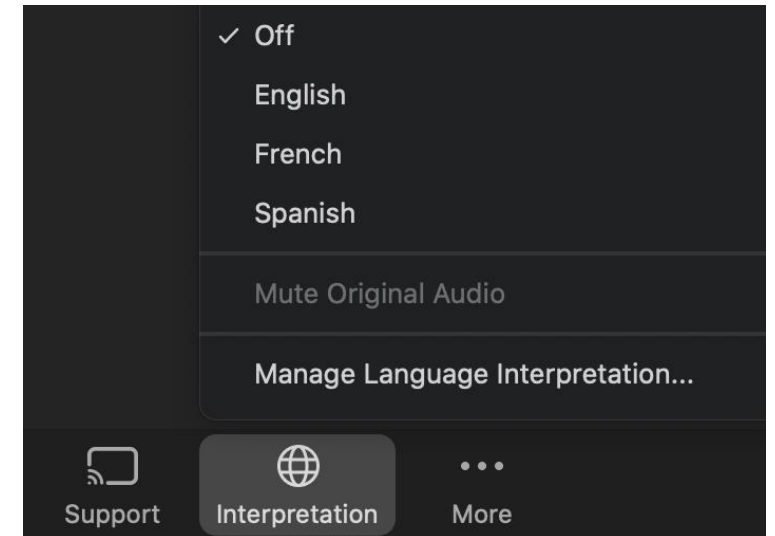 Off
English
French
Spanish
Mute Original Audio
Manage Language Interpretation...
Support
Interpretation
More